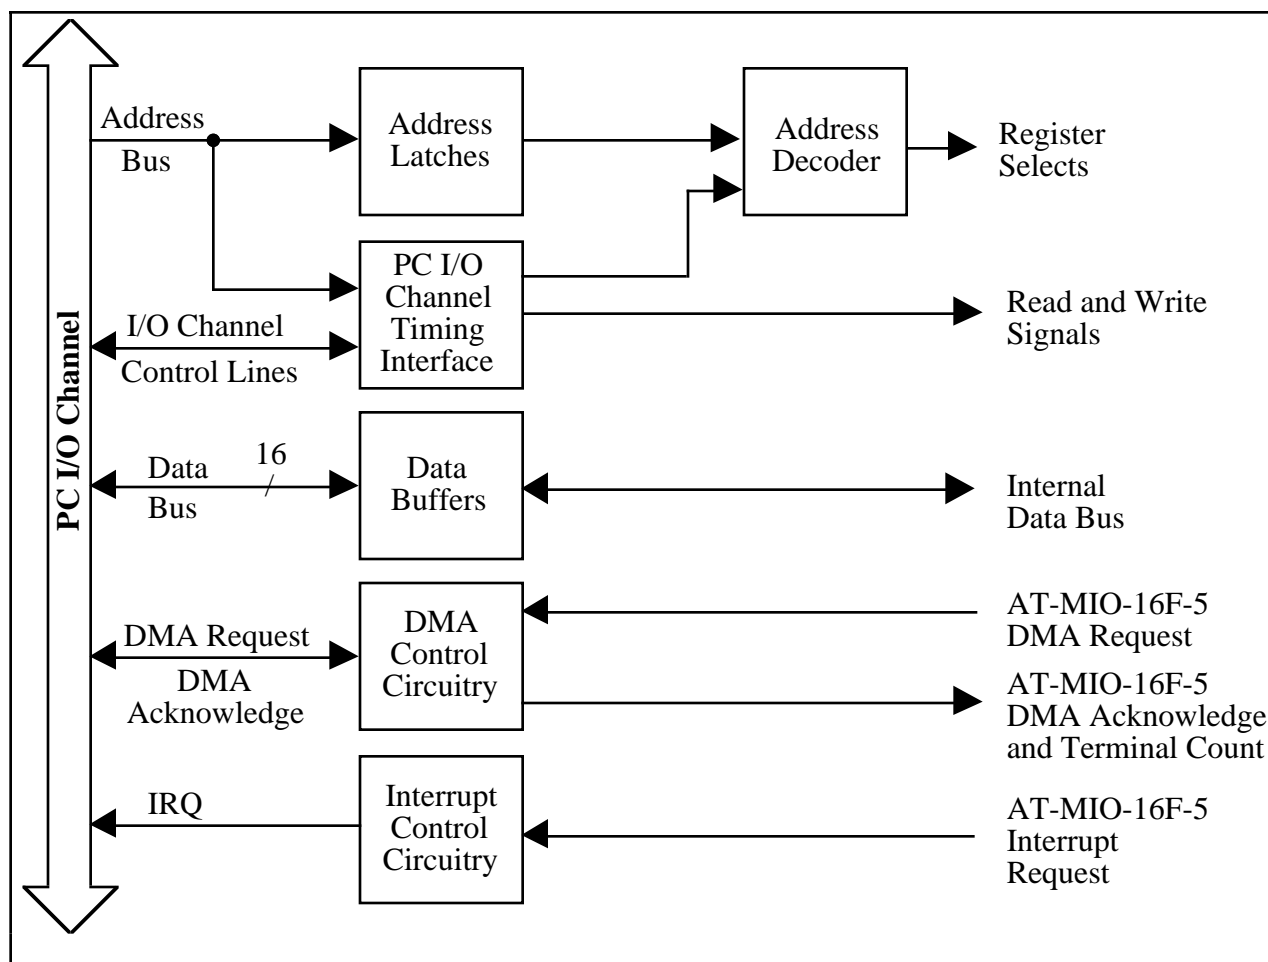 PC I/O Channel
Address
Bus
Address
Latches
Address
Decoder
Register
Selects
PC I/O
Channel
Timing
Interface
I/O Channel
Control Lines
Read and Write
Signals
Data
Bus
16
/
Data
Buffers
Internal
Data Bus
DMA Request
DMA
Acknowledge
DMA
Control
Circuitry
AT-MIO-16F-5
DMA Request
AT-MIO-16F-5
DMA Acknowledge
and Terminal Count
IRQ
Interrupt
Control
Circuitry
AT-MIO-16F-5
Interrupt
Request